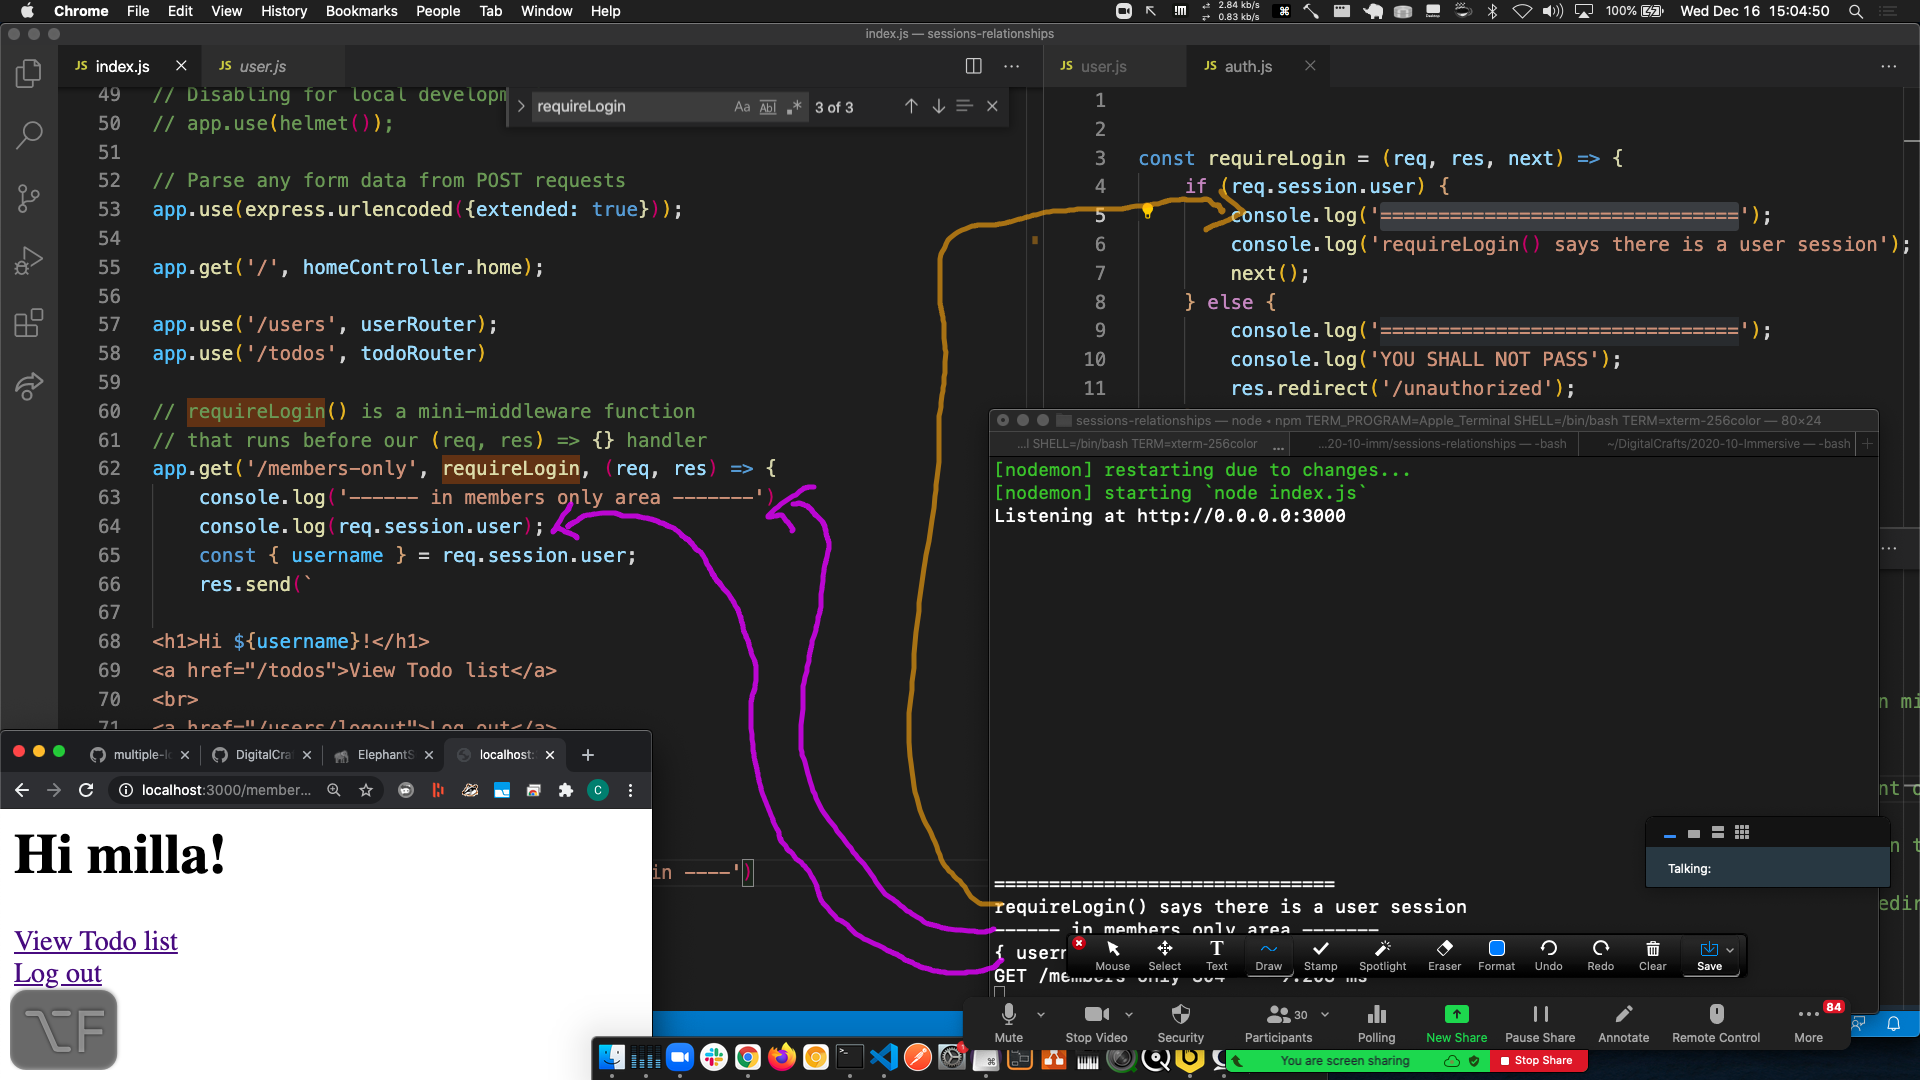 Chrome File Edit View History Bookmarks People Tab Window Help
2.84 kb/s
0.83 kb/s
100%
Wed Dec 16 15:04:50
index.js — sessions-relationships
JS index.js
JS user.js
49 // Disabling for local developm
50 // app.use(helmet());
51
52 // Parse any form data from POST requests
53 app.use(express.urlencoded({extended: true}));
54
55 app.get('/', homeController.home);
56
57 app.use('/users', userRouter);
58 app.use('/todos', todoRouter)
59
60 // requireLogin() is a mini-middleware function
61 // that runs before our (req, res) => {} handler
62 app.get('/members-only', requireLogin, (req, res) => {
63 console.log('------ in members only area -------')
64 console.log(req.session.user);
65 const { username } = req.session.user;
66 res.send(`
67
68 <h1>Hi ${username}!</h1>
69 <a href="/todos">View Todo list</a>
70 <br>
71 <a href="/users/logout">Log out</a>
in ----')
requireLogin
Aa Ab .*
3 of 3
JS user.js
JS auth.js
1
2
3 const requireLogin = (req, res, next) => {
4 if (req.session.user) {
5 console.log('===============================');
6 console.log('requireLogin() says there is a user session');
7 next();
8 } else {
9 console.log('===============================');
10 console.log('YOU SHALL NOT PASS');
11 res.redirect('/unauthorized');
sessions-relationships — node • npm TERM_PROGRAM=Apple_Terminal SHELL=/bin/bash TERM=xterm-256color — 80×24
...l SHELL=/bin/bash TERM=xterm-256color ...
...20-10-imm/sessions-relationships — -bash
~/DigitalCrafts/2020-10-Immersive — -bash
[nodemon] restarting due to changes...
[nodemon] starting `node index.js`
Listening at http://0.0.0.0:3000
===============================
requireLogin() says there is a user session
------ in members only area -------
{ usern
GET /members-only 304
n mi
nt c
n t
edir
Talking:
multiple-lo
DigitalCra
ElephantS
localhost:
localhost:3000/member...
C
Hi milla!
View Todo list
Log out
⌥F
Mouse Select Text Draw Stamp Spotlight Eraser Format Undo Redo Clear Save
Mute Stop Video Security Participants 30 Polling New Share Pause Share Annotate Remote Control More 84
You are screen sharing
Stop Share